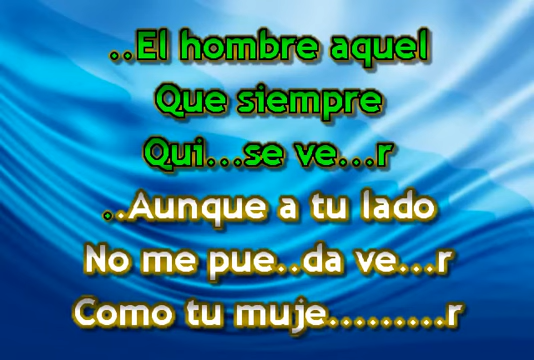 ..El hombre aquel
Que siempre
Qui...se ve...r
..Aunque a tu lado
No me pue..da ve...r
Como tu muje.........r